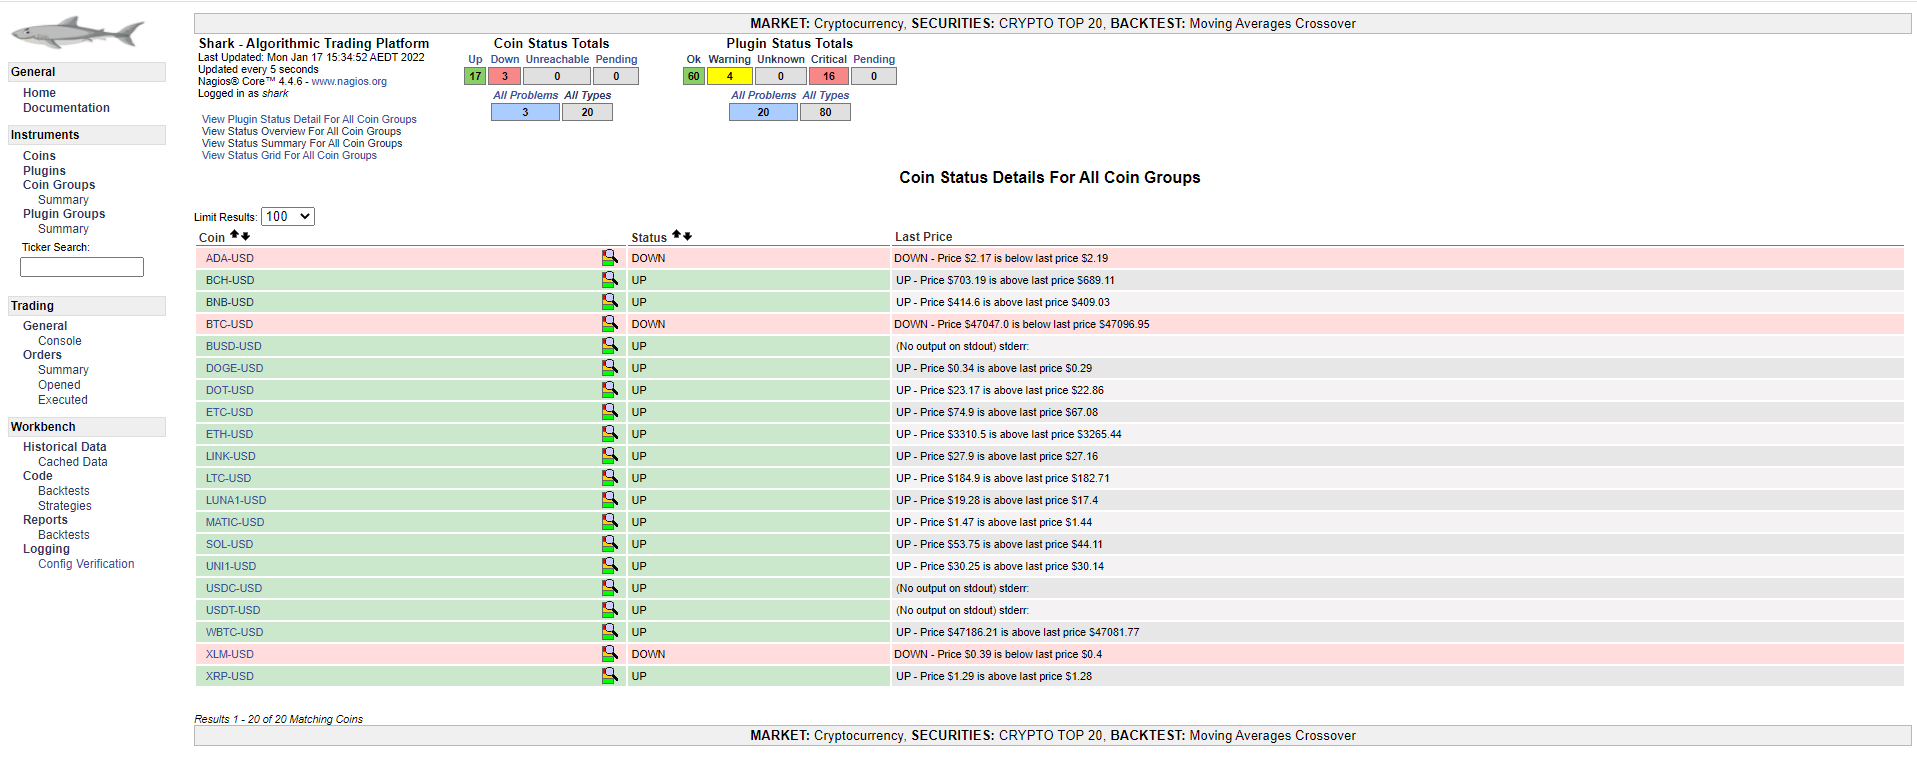 MARKET: Cryptocurrency, SECURITIES: CRYPTO TOP 20, BACKTEST: Moving Averages Crossover
General
Home
Documentation
Instruments
Coins
Plugins
Coin Groups
Summary
Plugin Groups
Summary
Ticker Search:
Trading
General
Console
Orders
Summary
Opened
Executed
Workbench
Historical Data
Cached Data
Code
Backtests
Strategies
Reports
Backtests
Logging
Config Verification
Shark - Algorithmic Trading Platform
Last Updated: Mon Jan 17 15:34:52 AEDT 2022
Updated every 5 seconds
Nagios® Core™ 4.4.6 - www.nagios.org
Logged in as shark
View Plugin Status Detail For All Coin Groups
View Status Overview For All Coin Groups
View Status Summary For All Coin Groups
View Status Grid For All Coin Groups
Coin Status Totals
Up Down Unreachable Pending
17 3 0 0
All Problems All Types
3 20
Plugin Status Totals
Ok Warning Unknown Critical Pending
60 4 0 16 0
All Problems All Types
20 80
Coin Status Details For All Coin Groups
Limit Results: 100
Coin Status Last Price
ADA-USD DOWN DOWN - Price $2.17 is below last price $2.19
BCH-USD UP UP - Price $703.19 is above last price $689.11
BNB-USD UP UP - Price $414.6 is above last price $409.03
BTC-USD DOWN DOWN - Price $47047.0 is below last price $47096.95
BUSD-USD UP (No output on stdout) stderr:
DOGE-USD UP UP - Price $0.34 is above last price $0.29
DOT-USD UP UP - Price $23.17 is above last price $22.86
ETC-USD UP UP - Price $74.9 is above last price $67.08
ETH-USD UP UP - Price $3310.5 is above last price $3265.44
LINK-USD UP UP - Price $27.9 is above last price $27.16
LTC-USD UP UP - Price $184.9 is above last price $182.71
LUNA1-USD UP UP - Price $19.28 is above last price $17.4
MATIC-USD UP UP - Price $1.47 is above last price $1.44
SOL-USD UP UP - Price $53.75 is above last price $44.11
UNI1-USD UP UP - Price $30.25 is above last price $30.14
USDC-USD UP (No output on stdout) stderr:
USDT-USD UP (No output on stdout) stderr:
WBTC-USD UP UP - Price $47186.21 is above last price $47081.77
XLM-USD DOWN DOWN - Price $0.39 is below last price $0.4
XRP-USD UP UP - Price $1.29 is above last price $1.28
Results 1 - 20 of 20 Matching Coins
MARKET: Cryptocurrency, SECURITIES: CRYPTO TOP 20, BACKTEST: Moving Averages Crossover